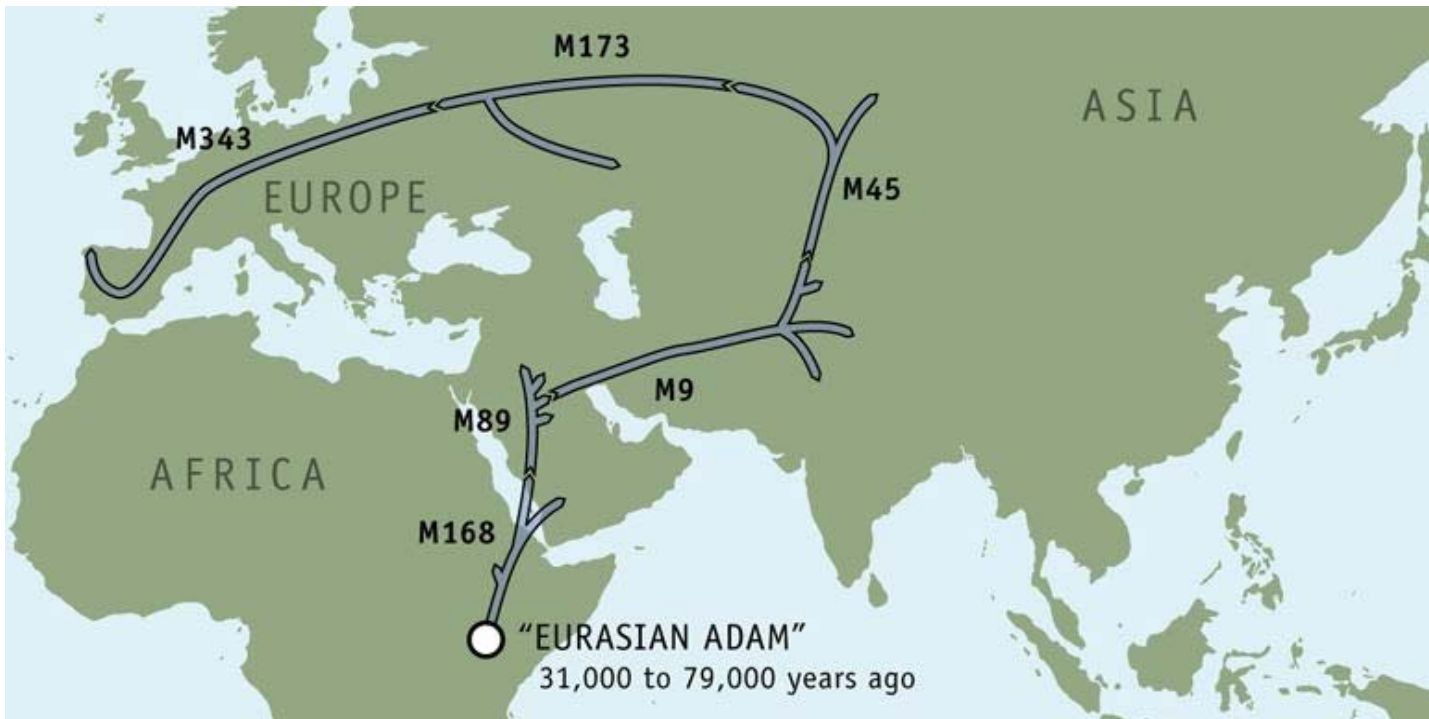 M173
ASIA
M343
M45
EUROPE
M9
M89
AFRICA
M168
“EURASIAN ADAM”
31,000 to 79,000 years ago